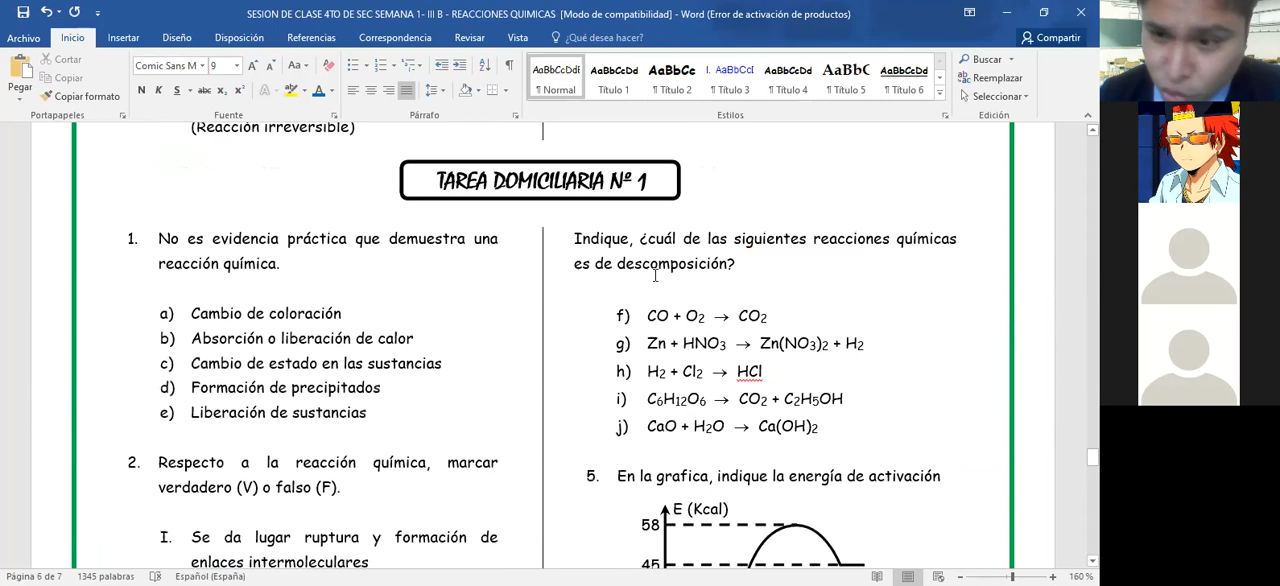 SESION DE CLASE 4TO DE SEC SEMANA 1- III B - REACCIONES QUIMICAS [Modo de compatibilidad] - Word (Error de activación de productos)
Archivo Inicio Insertar Diseño Disposición Referencias Correspondencia Revisar Vista ¿Qué desea hacer? Compartir
Pegar
Cortar
Copiar
Copiar formato
Comic Sans M 9
N K S abc x₂ x²
AaBbCcDdE AaBbCcDd AaBbCc I. AaBbCcI AaBbCcDd AaBbC AaBbCcDd
¶ Normal Título 1 ¶ Título 2 ¶ Título 3 ¶ Título 4 ¶ Título 5 ¶ Título 6
Buscar
Reemplazar
Seleccionar
Portapapeles Fuente Párrafo Estilos Edición
(Reacción irreversible)
TAREA DOMICILIARIA Nº 1
1. No es evidencia práctica que demuestra una
reacción química.
a) Cambio de coloración
b) Absorción o liberación de calor
c) Cambio de estado en las sustancias
d) Formación de precipitados
e) Liberación de sustancias
2. Respecto a la reacción química, marcar
verdadero (V) o falso (F).
I. Se da lugar ruptura y formación de
enlaces intermoleculares
Indique, ¿cuál de las siguientes reacciones químicas
es de descomposición?
f) CO + O₂ → CO₂
g) Zn + HNO₃ → Zn(NO₃)₂ + H₂
h) H₂ + Cl₂ → HCl
i) C₆H₁₂O₆ → CO₂ + C₂H₅OH
j) CaO + H₂O → Ca(OH)₂
5. En la grafica, indique la energía de activación
E (Kcal)
58
45
Página 6 de 7 1345 palabras Español (España) 160 %